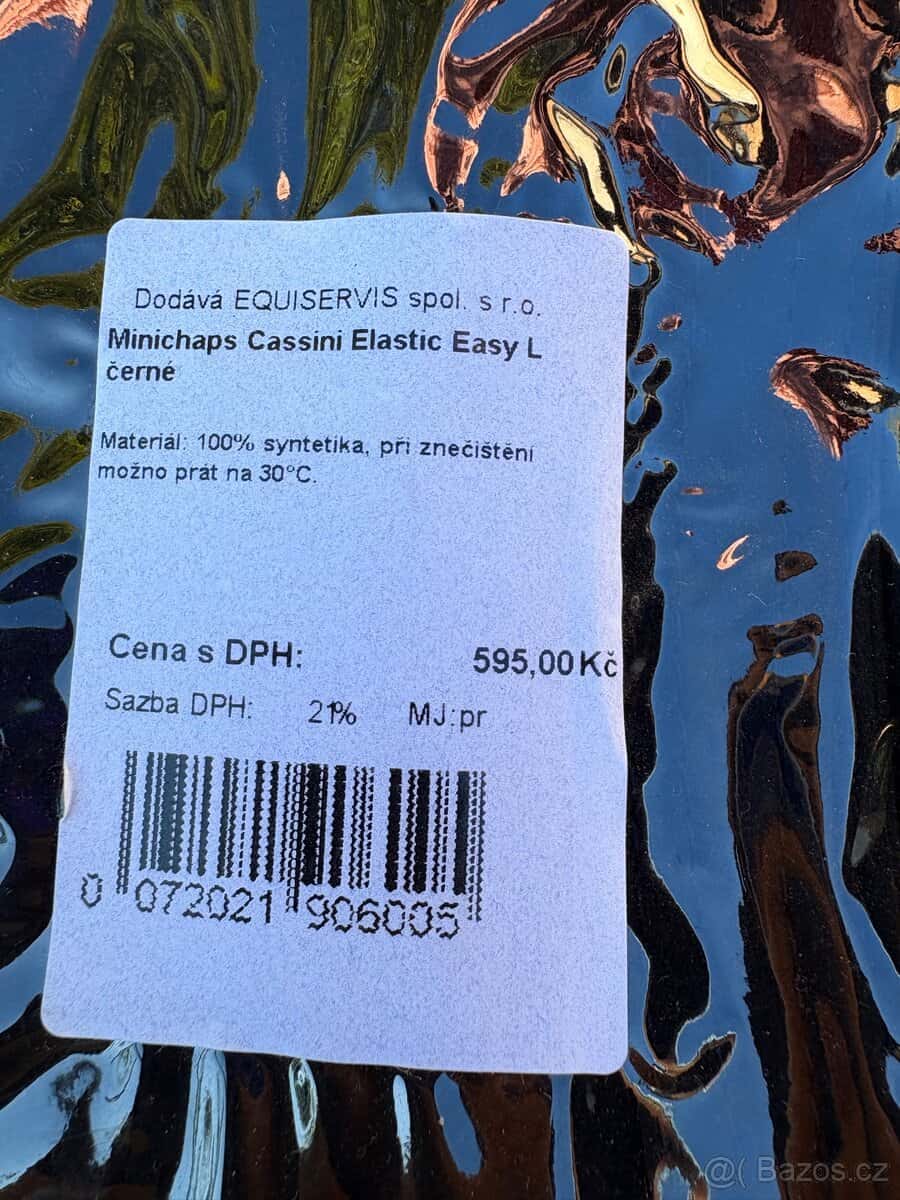 Dodává EQUISERVIS spol. s r.o.
Minichaps Cassini Elastic Easy L
černé
Materiál: 100% syntetika, při znečištění
možno prát na 30°C.
Cena s DPH: 595,00Kč
Sazba DPH: 21% MJ:pr
0 072021 906005
@( Bazos.cz